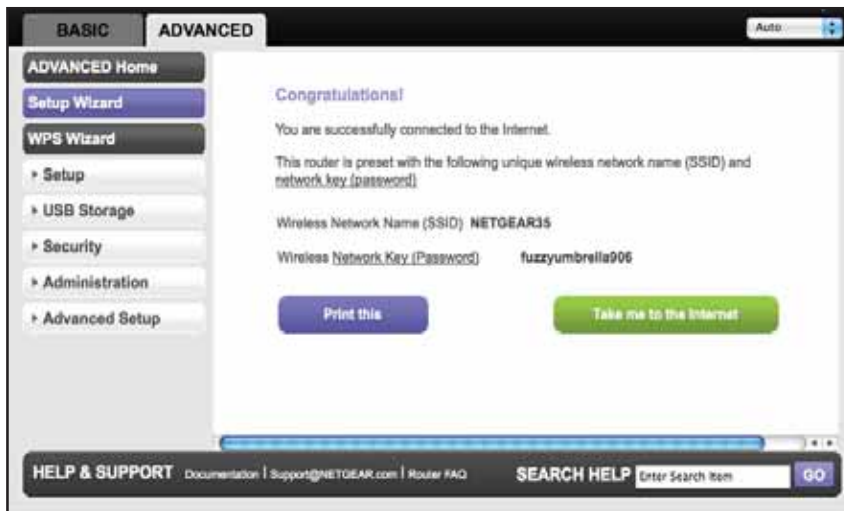 BASIC ADVANCED Auto
ADVANCED Home
Setup Wizard
WPS Wizard
Setup
USB Storage
Security
Administration
Advanced Setup
Congratulations!
You are successfully connected to the Internet.
This router is preset with the following unique wireless network name (SSID) and
network key (password)
Wireless Network Name (SSID) NETGEAR35
Wireless Network Key (Password) fuzzyumbrella906
Print this Take me to the Internet
HELP & SUPPORT Documentation | Support@NETGEAR.com | Router FAQ SEARCH HELP Enter Search Item GO